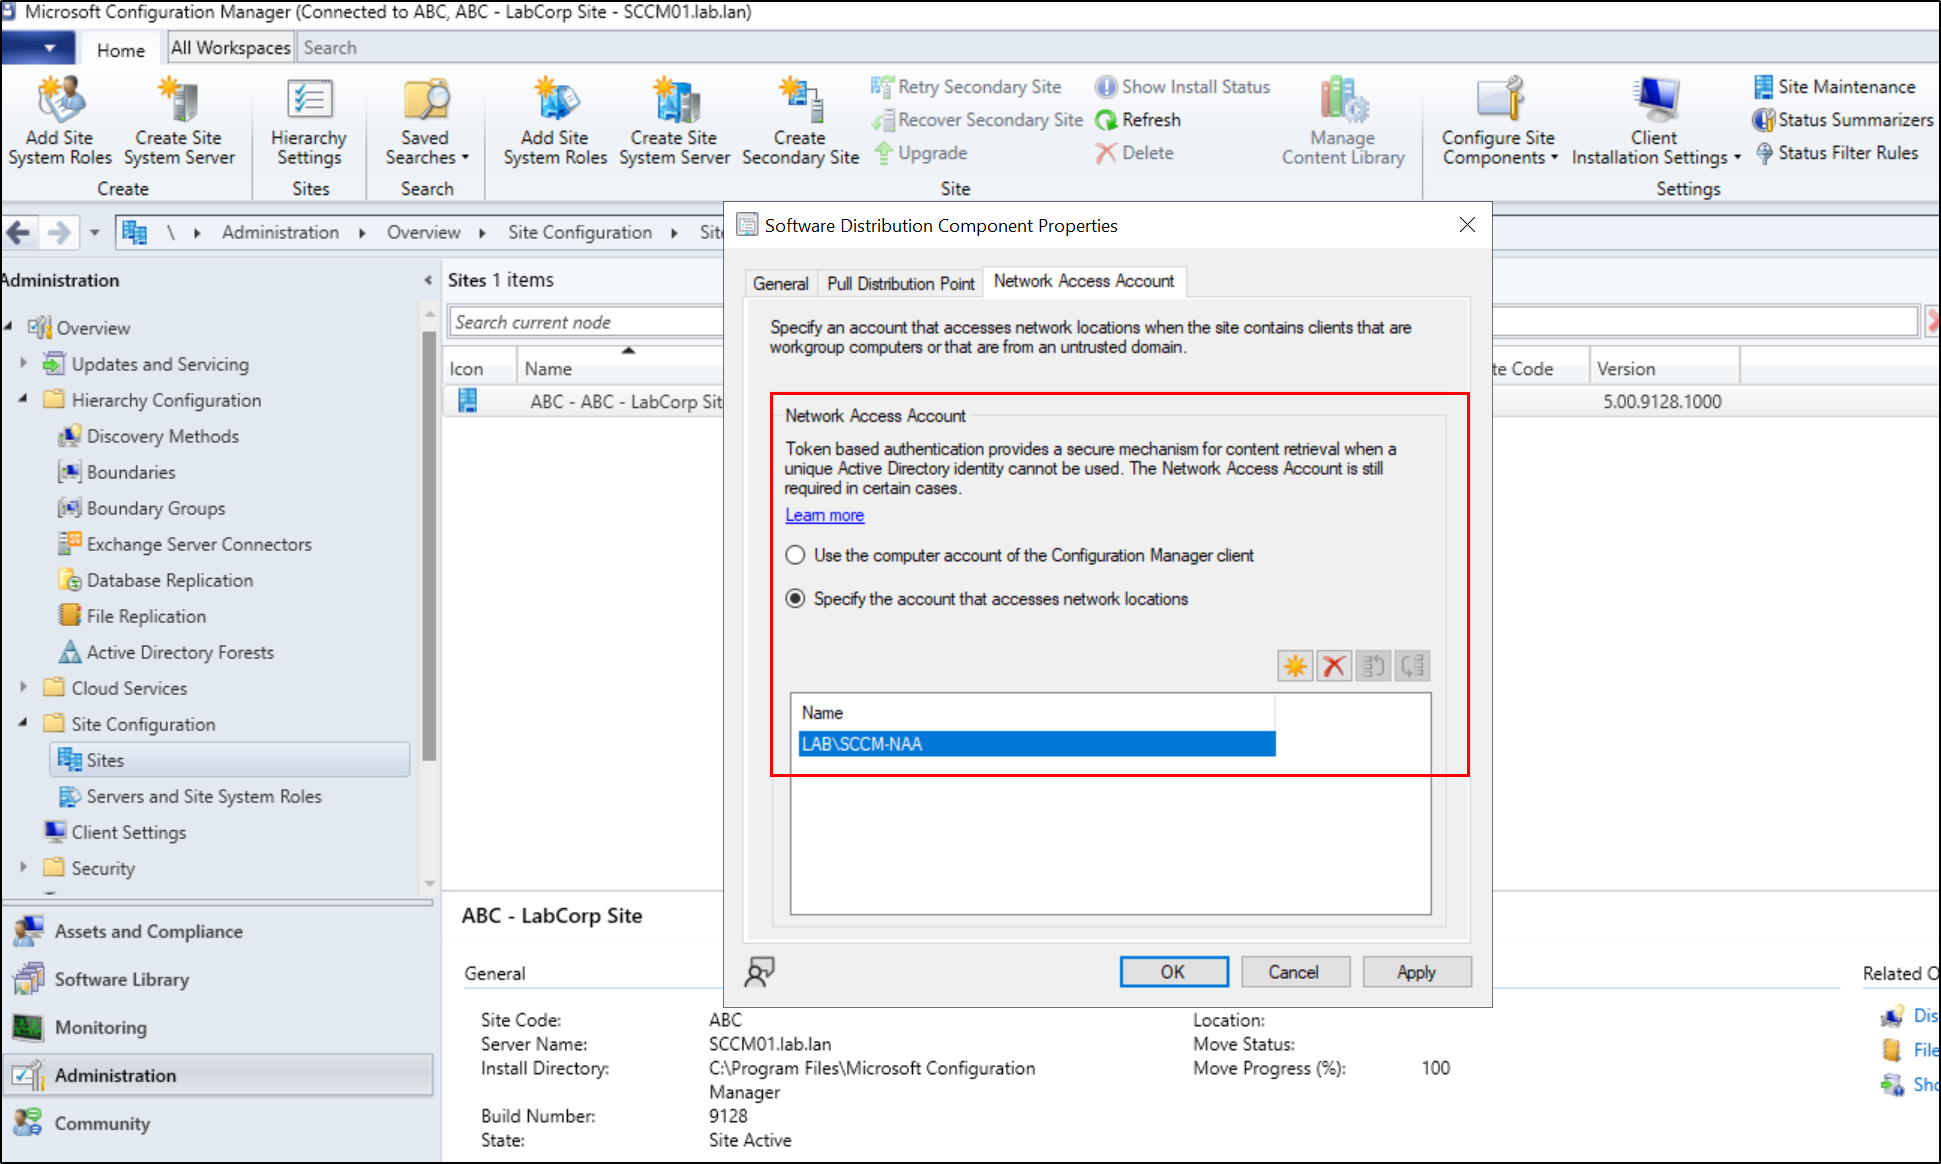 Microsoft Configuration Manager (Connected to ABC, ABC - LabCorp Site - SCCM01.lab.lan)
Home
All Workspaces
Search
Add Site
System Roles
Create Site
System Server
Create
Hierarchy
Settings
Sites
Saved
Searches
Search
Add Site
System Roles
Create Site
System Server
Create
Secondary Site
Retry Secondary Site
Recover Secondary Site
Upgrade
Show Install Status
Refresh
Delete
Manage
Content Library
Site
Configure Site
Components
Client
Installation Settings
Site Maintenance
Status Summarizers
Status Filter Rules
Settings
\ Administration Overview Site Configuration
Administration
Overview
Updates and Servicing
Hierarchy Configuration
Discovery Methods
Boundaries
Boundary Groups
Exchange Server Connectors
Database Replication
File Replication
Active Directory Forests
Cloud Services
Site Configuration
Sites
Servers and Site System Roles
Client Settings
Security
Assets and Compliance
Software Library
Monitoring
Administration
Community
Sites 1 items
Search current node
Icon Name
te Code Version
ABC - ABC - LabCorp Sit
5.00.9128.1000
Software Distribution Component Properties
General Pull Distribution Point Network Access Account
Specify an account that accesses network locations when the site contains clients that are
workgroup computers or that are from an untrusted domain.
Network Access Account
Token based authentication provides a secure mechanism for content retrieval when a
unique Active Directory identity cannot be used. The Network Access Account is still
required in certain cases.
Learn more
Use the computer account of the Configuration Manager client
Specify the account that accesses network locations
Name
LAB\SCCM-NAA
OK Cancel Apply
ABC - LabCorp Site
General
Site Code: ABC
Server Name: SCCM01.lab.lan
Install Directory: C:\Program Files\Microsoft Configuration
Manager
Build Number: 9128
State: Site Active
Location:
Move Status:
Move Progress (%): 100
Related O
Dis
File
Sho